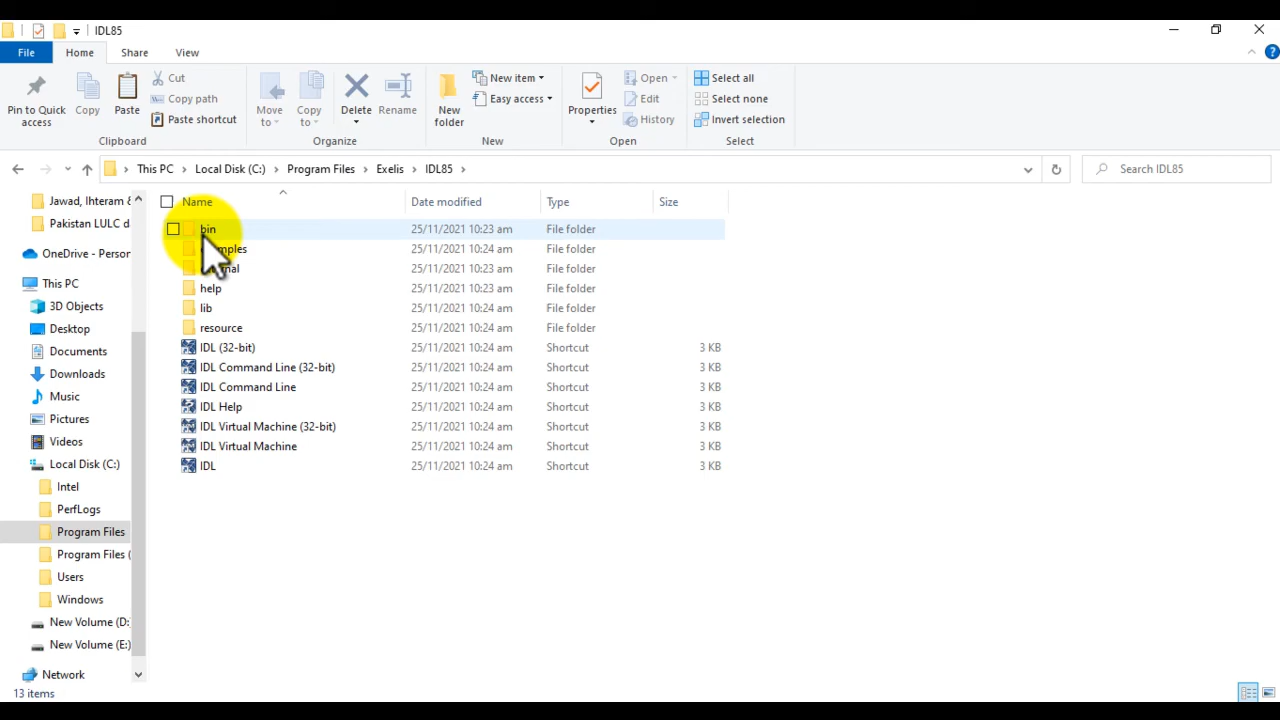 IDL85
File Home Share View
Pin to Quick access
Copy
Paste
Cut
Copy path
Paste shortcut
Clipboard
Move to
Copy to
Delete
Rename
Organize
New folder
New item
Easy access
New
Properties
Open
Edit
History
Open
Select all
Select none
Invert selection
Select
This PC Local Disk (C:) Program Files Exelis IDL85
Search IDL85
Jawad, Ihteram &
Pakistan LULC d
OneDrive - Person
This PC
3D Objects
Desktop
Documents
Downloads
Music
Pictures
Videos
Local Disk (C:)
Intel
PerfLogs
Program Files
Program Files (
Users
Windows
New Volume (D:
New Volume (E:)
Network
Name Date modified Type Size
bin 25/11/2021 10:23 am File folder
25/11/2021 10:24 am File folder
25/11/2021 10:23 am File folder
help 25/11/2021 10:23 am File folder
lib 25/11/2021 10:24 am File folder
resource 25/11/2021 10:24 am File folder
IDL (32-bit) 25/11/2021 10:24 am Shortcut 3 KB
IDL Command Line (32-bit) 25/11/2021 10:24 am Shortcut 3 KB
IDL Command Line 25/11/2021 10:24 am Shortcut 3 KB
IDL Help 25/11/2021 10:24 am Shortcut 3 KB
IDL Virtual Machine (32-bit) 25/11/2021 10:24 am Shortcut 3 KB
IDL Virtual Machine 25/11/2021 10:24 am Shortcut 3 KB
IDL 25/11/2021 10:24 am Shortcut 3 KB
13 items